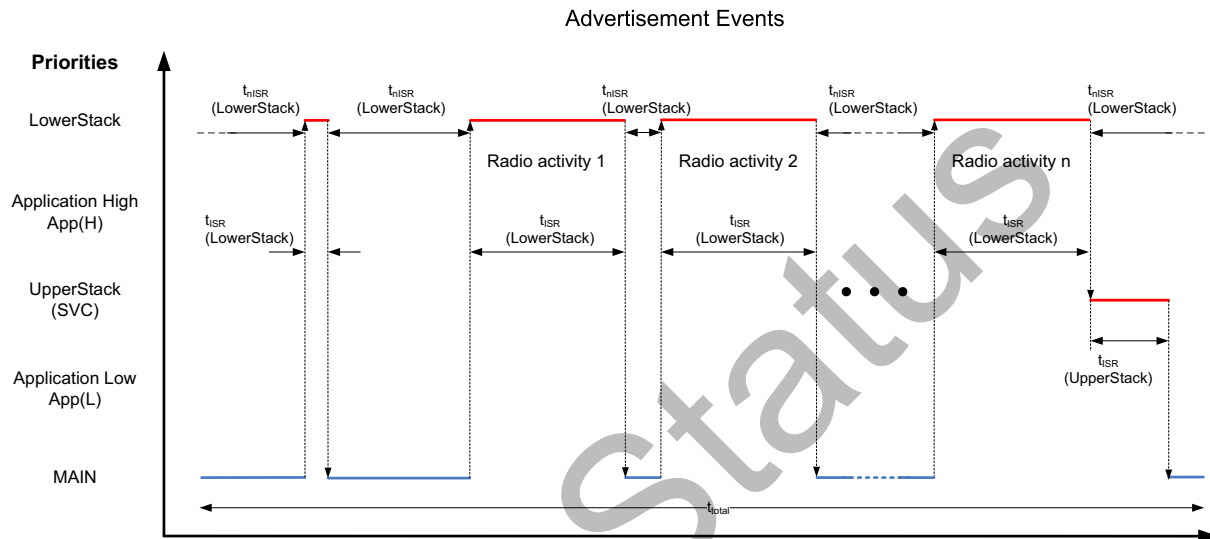 Advertisement Events
Priorities
LowerStack
Application High
App(H)
UpperStack
(SVC)
Application Low
App(L)
MAIN
tnISR
(LowerStack)
tnISR
(LowerStack)
tnISR
(LowerStack)
tnISR
(LowerStack)
tnISR
(LowerStack)
Radio activity 1
Radio activity 2
Radio activity n
tISR
(LowerStack)
tISR
(LowerStack)
tISR
(LowerStack)
tISR
(LowerStack)
tISR
(UpperStack)
ttotal
Status